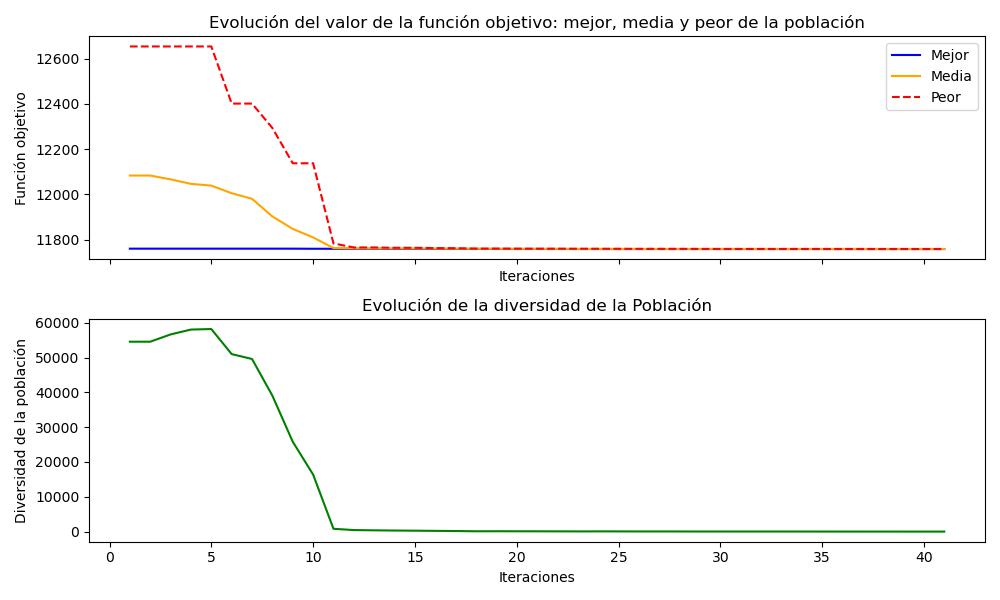 Evolución del valor de la función objetivo: mejor, media y peor de la población
Función objetivo
12600
12400
12200
12000
11800
Mejor
Media
Peor
Iteraciones
Evolución de la diversidad de la Población
Diversidad de la población
60000
50000
40000
30000
20000
10000
0
0 5 10 15 20 25 30 35 40
Iteraciones